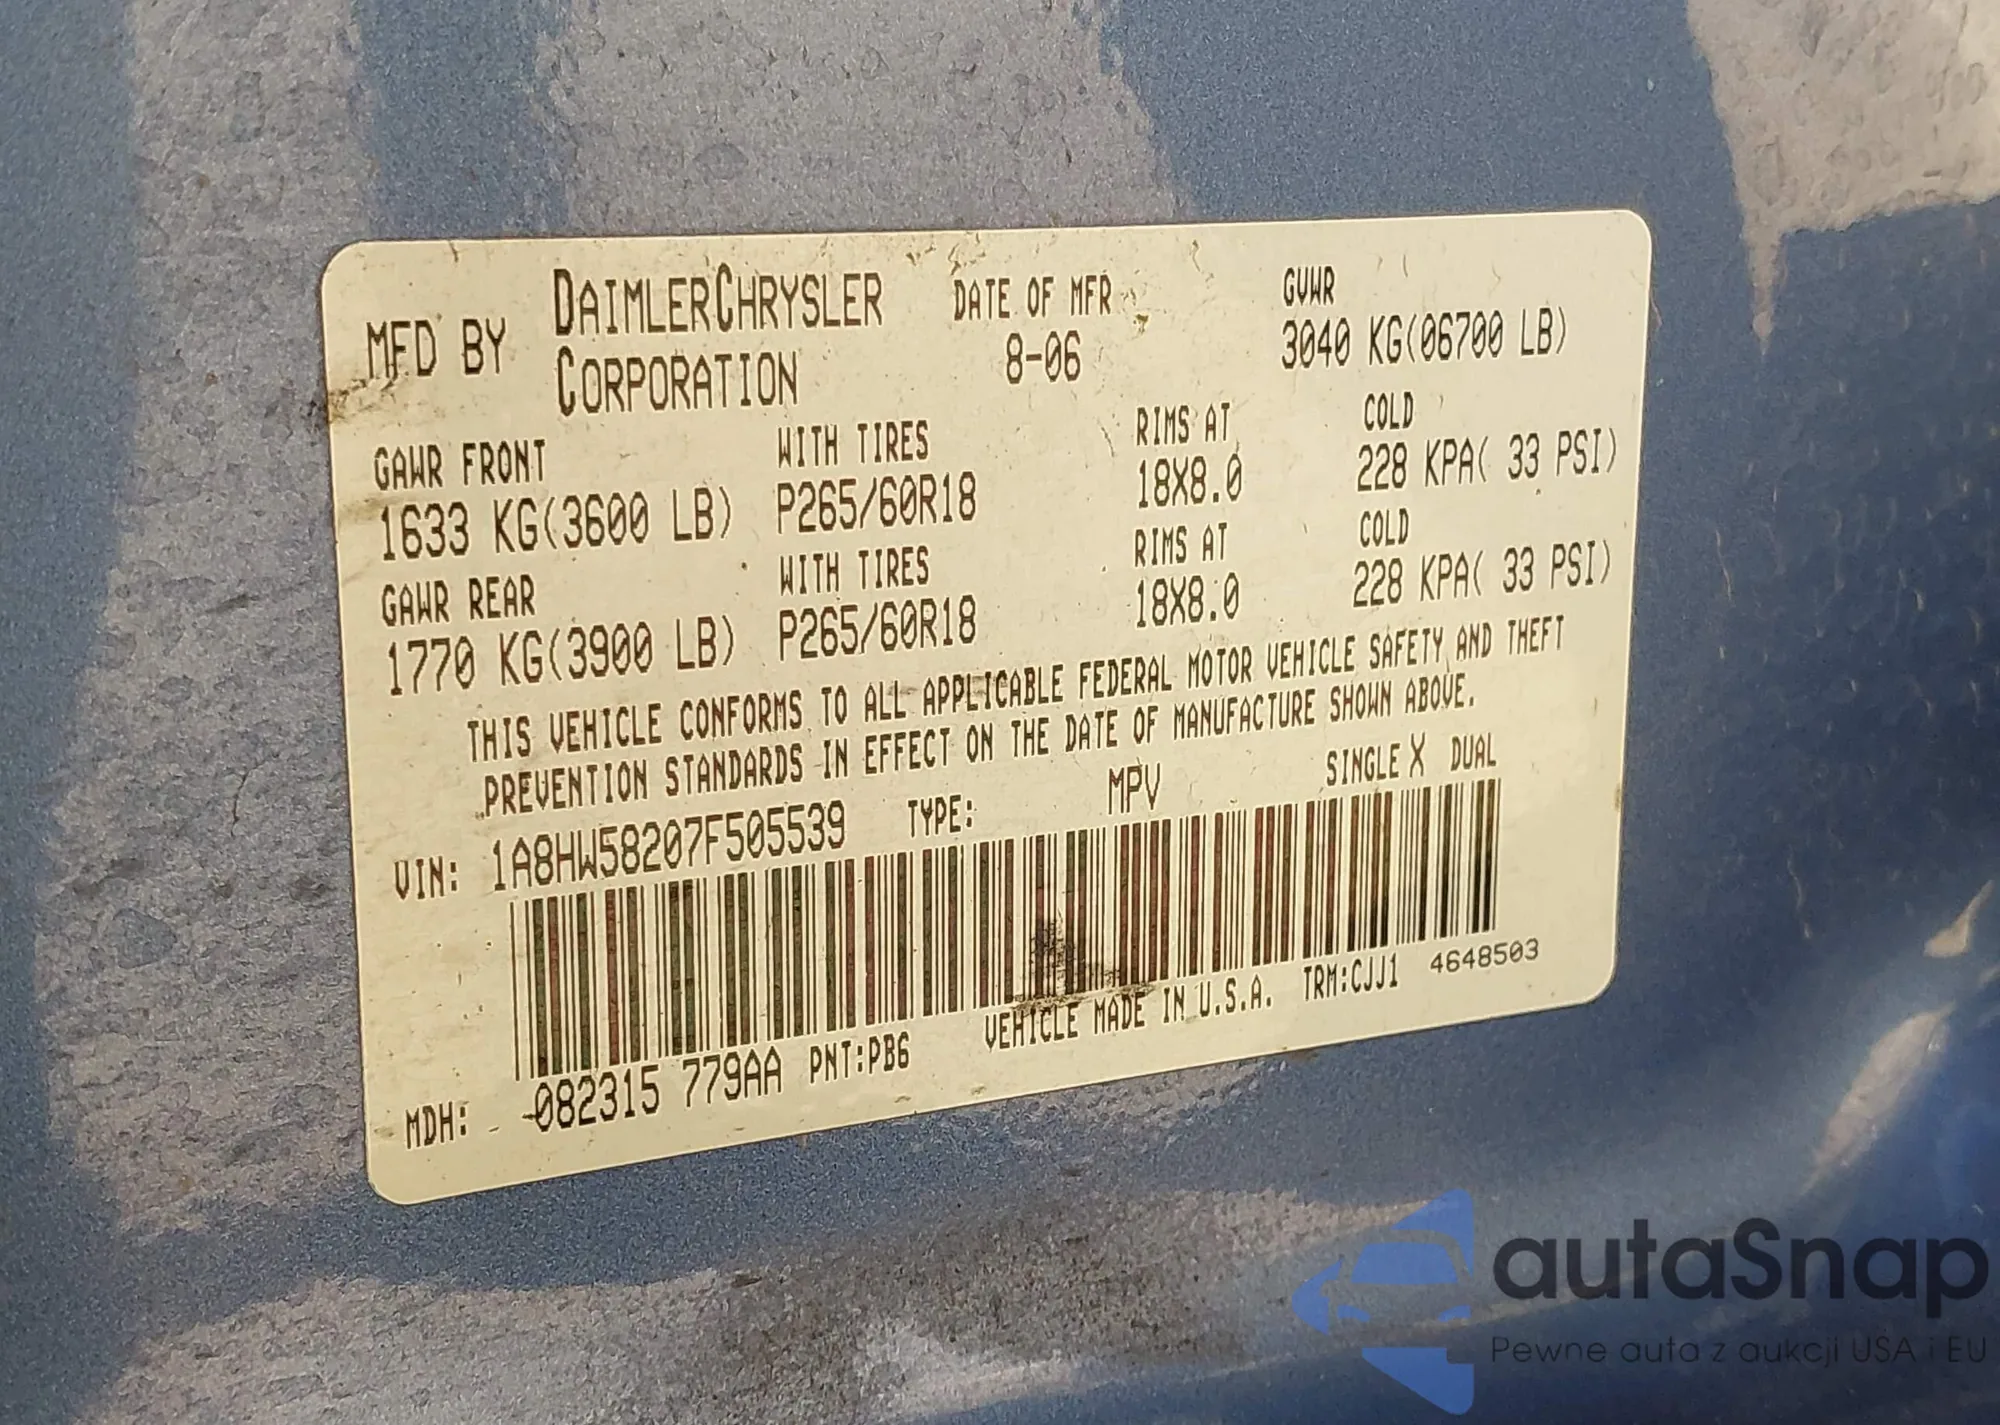 MFD BY DAIMLERCHRYSLER CORPORATION DATE OF MFR 8-06 GVWR 3040 KG(06700 LB)
GAWR FRONT WITH TIRES RIMS AT COLD
1633 KG(3600 LB) P265/60R18 18X8.0 228 KPA( 33 PSI)
GAWR REAR WITH TIRES RIMS AT COLD
1770 KG(3900 LB) P265/60R18 18X8.0 228 KPA( 33 PSI)
THIS VEHICLE CONFORMS TO ALL APPLICABLE FEDERAL MOTOR VEHICLE SAFETY AND THEFT
PREVENTION STANDARDS IN EFFECT ON THE DATE OF MANUFACTURE SHOWN ABOVE.
VIN: 1A8HW58207F505539 TYPE: MPV SINGLE X DUAL
MDH: 082315 779AA PNT:PB6 VEHICLE MADE IN U.S.A. TRM:CJJ1 4648503
autaSnap
Pewne auta z aukcji USA i EU